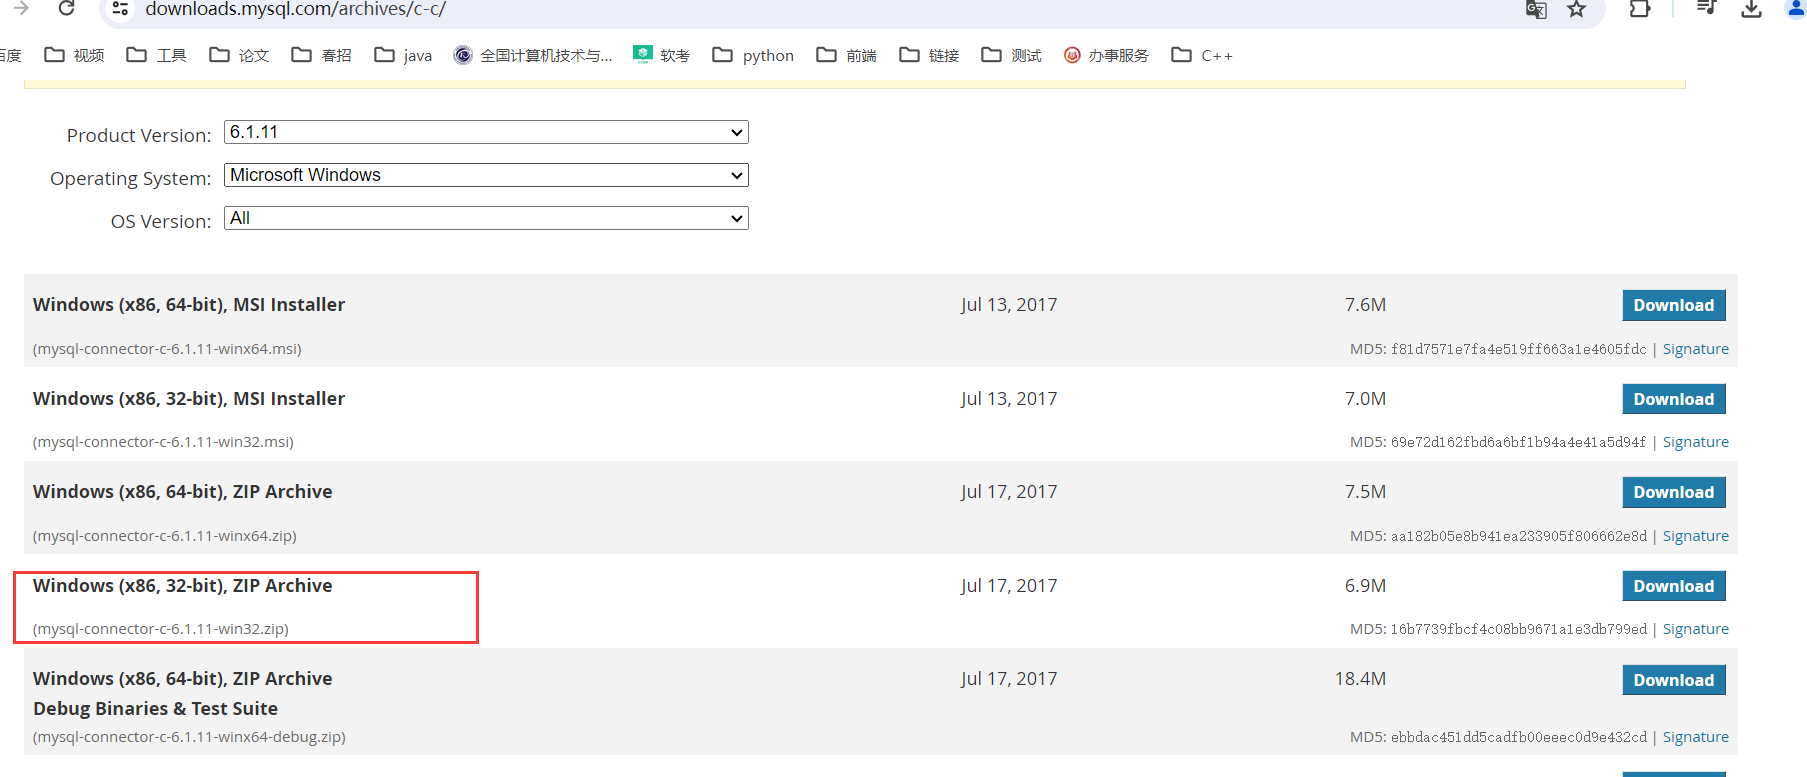 downloads.mysql.com/archives/c-c/
百度 视频 工具 论文 春招 java 全国计算机技术与... 软考 python 前端 链接 测试 办事服务 C++
Product Version: 6.1.11
Operating System: Microsoft Windows
OS Version: All
Windows (x86, 64-bit), MSI Installer Jul 13, 2017 7.6M Download
(mysql-connector-c-6.1.11-winx64.msi) MD5: f81d7571e7fa4e519ff663a1e4605fdc | Signature
Windows (x86, 32-bit), MSI Installer Jul 13, 2017 7.0M Download
(mysql-connector-c-6.1.11-win32.msi) MD5: 69e72d162fbd6a6bf1b94a4e41a5d94f | Signature
Windows (x86, 64-bit), ZIP Archive Jul 17, 2017 7.5M Download
(mysql-connector-c-6.1.11-winx64.zip) MD5: aa182b05e8b941ea233905f806662e8d | Signature
Windows (x86, 32-bit), ZIP Archive Jul 17, 2017 6.9M Download
(mysql-connector-c-6.1.11-win32.zip) MD5: 16b7739fbcf4c08bb9671a1e3db799ed | Signature
Windows (x86, 64-bit), ZIP Archive Jul 17, 2017 18.4M Download
Debug Binaries & Test Suite
(mysql-connector-c-6.1.11-winx64-debug.zip) MD5: ebbdac451dd5cadfb00eeec0d9e432cd | Signature